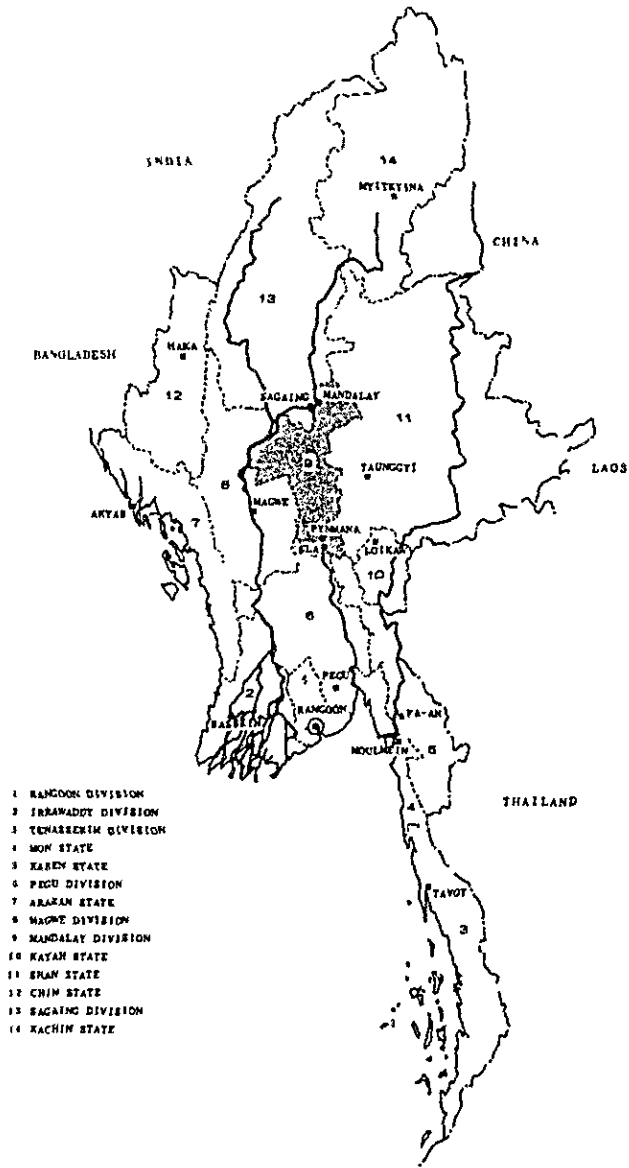 14
INDIA
MYITKYINA
CHINA
13
BANGLADESH
HAKA
12
SAGAING
MANDALAY
11
9
LAOS
TAUNGGYI
8
MAGWE
AKYAB
7
PYNMANA
ELA
LOIKAW
10
6
PEGU
2
1
RANGOON
BASSEIN
PA-AN
MOULMEIN
5
THAILAND
4
TAVOY
3
1 RANGOON DIVISION
2 IRRAWADDY DIVISION
3 TENASSERIM DIVISION
4 MON STATE
5 KAREN STATE
6 PEGU DIVISION
7 ARAKAN STATE
8 MAGWE DIVISION
9 MANDALAY DIVISION
10 KAYAH STATE
11 SHAN STATE
12 CHIN STATE
13 SAGAING DIVISION
14 KACHIN STATE